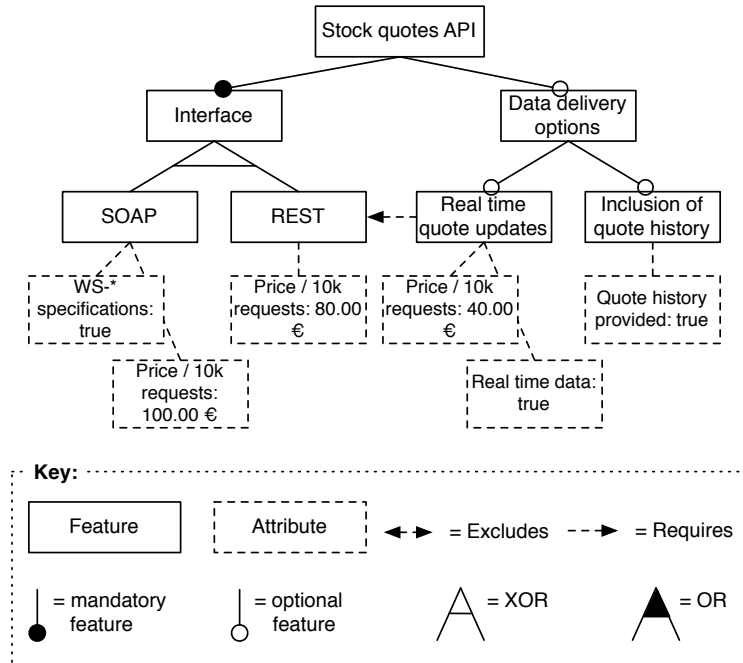 Stock quotes API
Interface
Data delivery
options
SOAP
REST
Real time
quote updates
Inclusion of
quote history
WS-*
specifications:
true
Price / 10k
requests:
100.00 €
Price / 10k
requests: 80.00
€
Price / 10k
requests: 40.00
€
Real time data:
true
Quote history
provided: true
Key:
Feature
Attribute
= Excludes
= Requires
= mandatory
feature
= optional
feature
= XOR
= OR